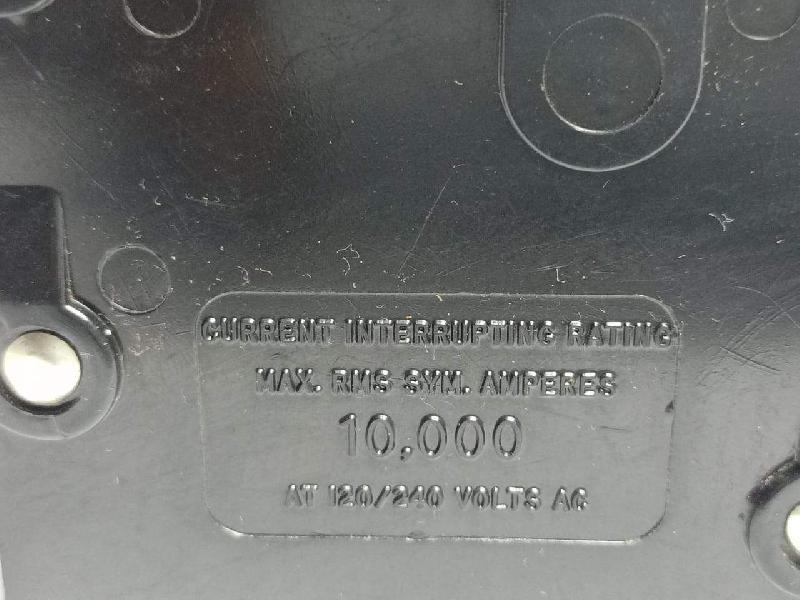 CURRENT INTERRUPTING RATING
MAX. RMS SYM. AMPERES
10,000
AT 120/240 VOLTS AC